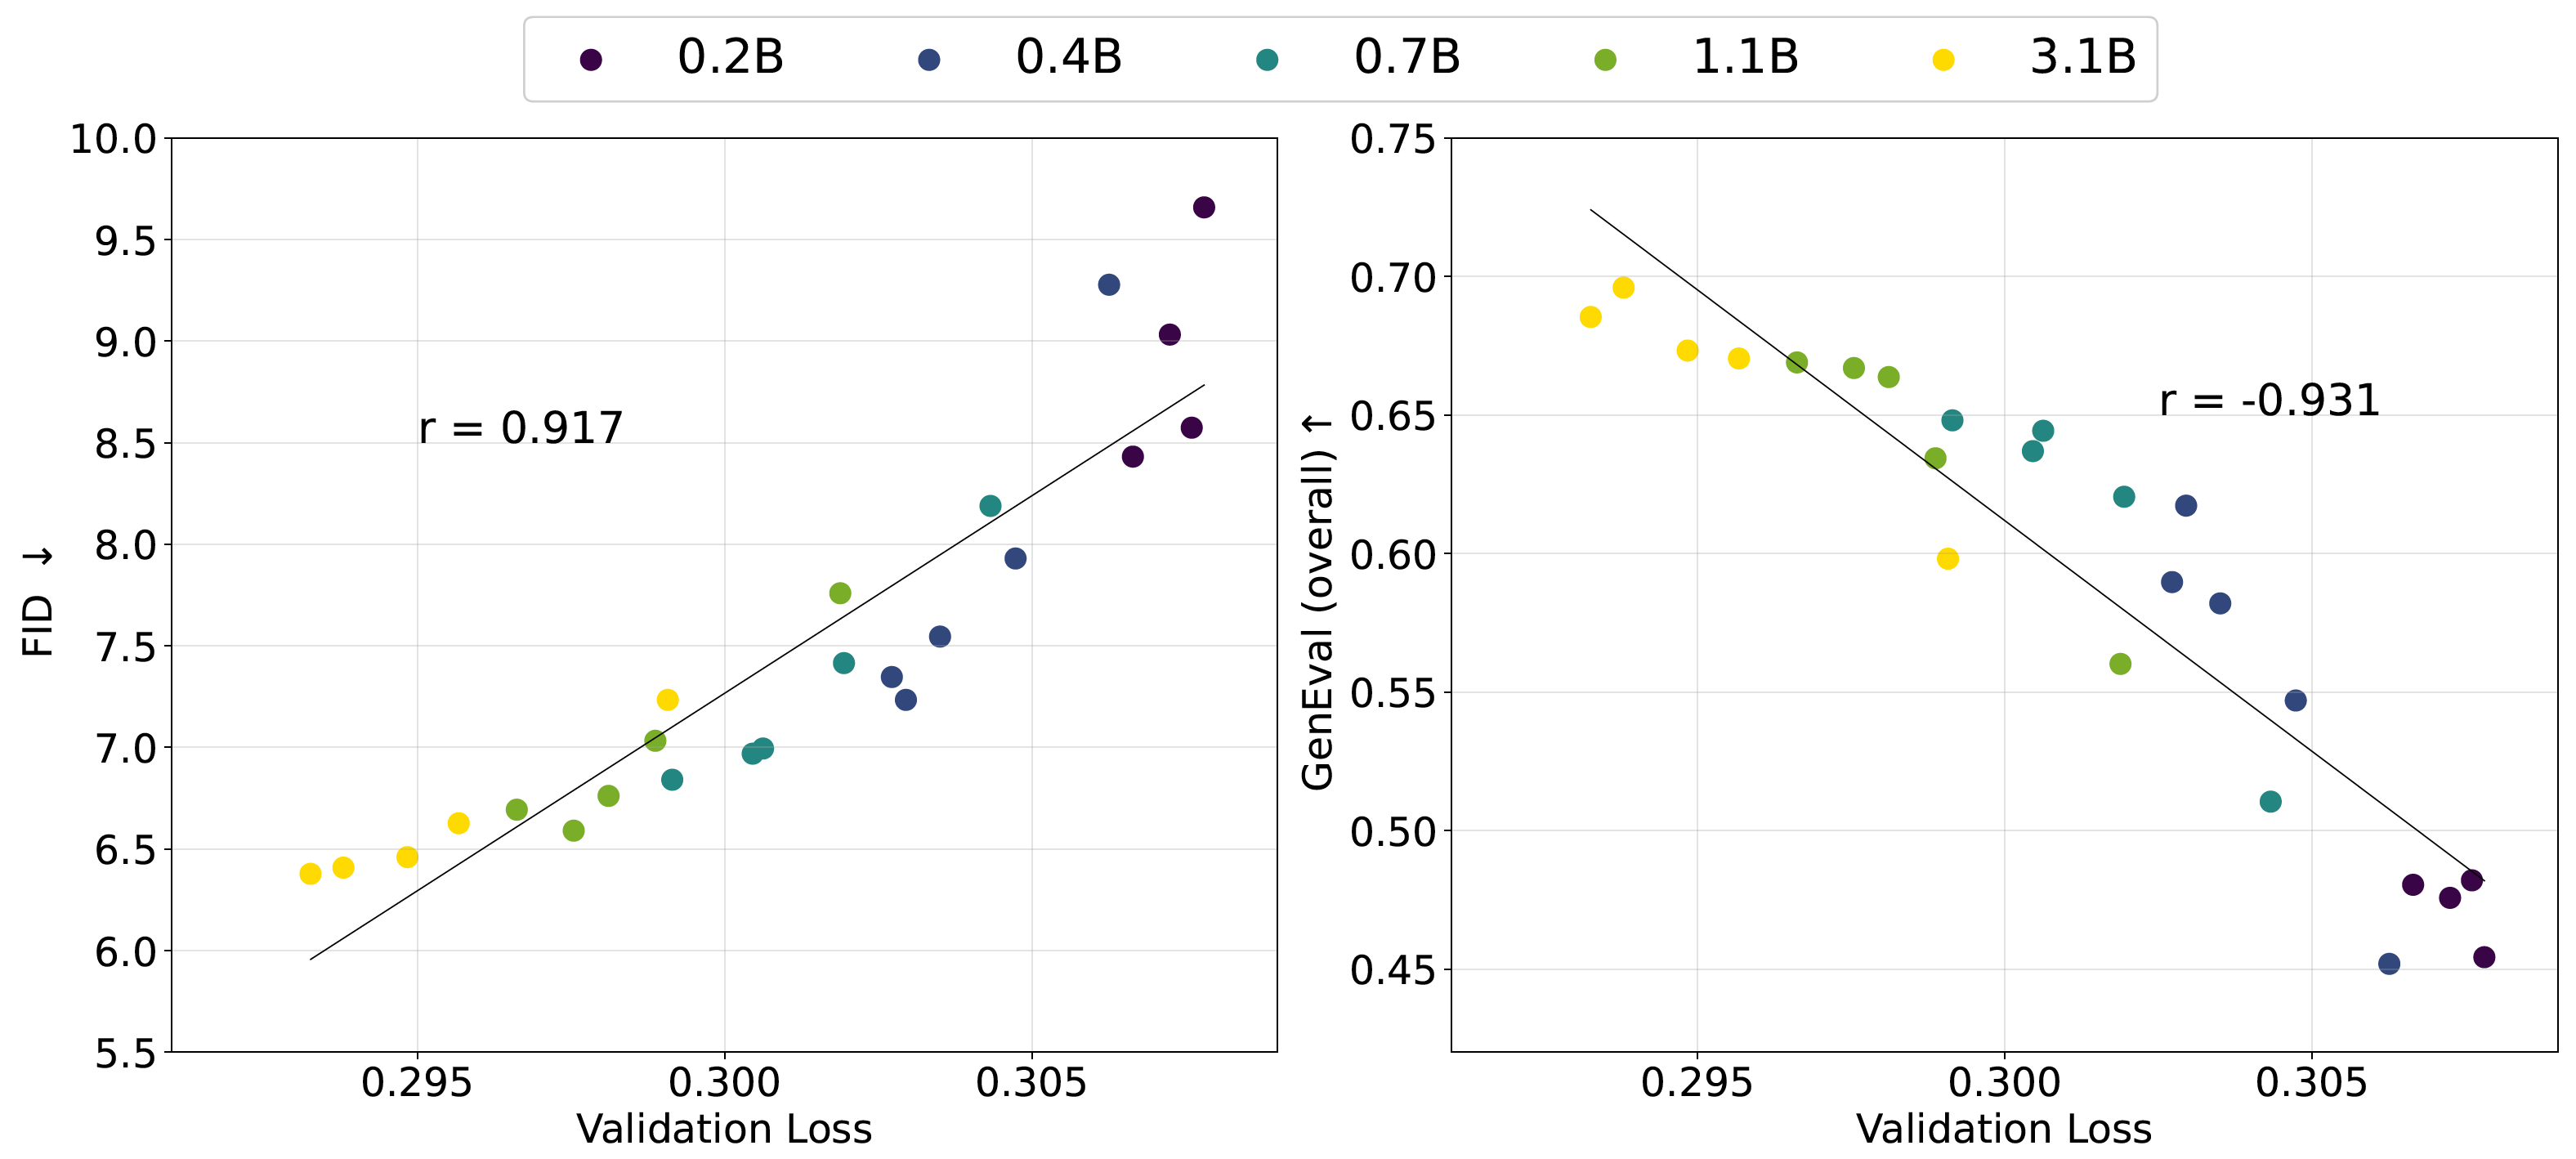 0.2B 0.4B 0.7B 1.1B 3.1B
FID ↓
10.0
9.5
9.0
8.5
8.0
7.5
7.0
6.5
6.0
5.5
r = 0.917
0.295 0.300 0.305
Validation Loss
GenEval (overall) ↑
0.75
0.70
0.65
0.60
0.55
0.50
0.45
r = -0.931
0.295 0.300 0.305
Validation Loss